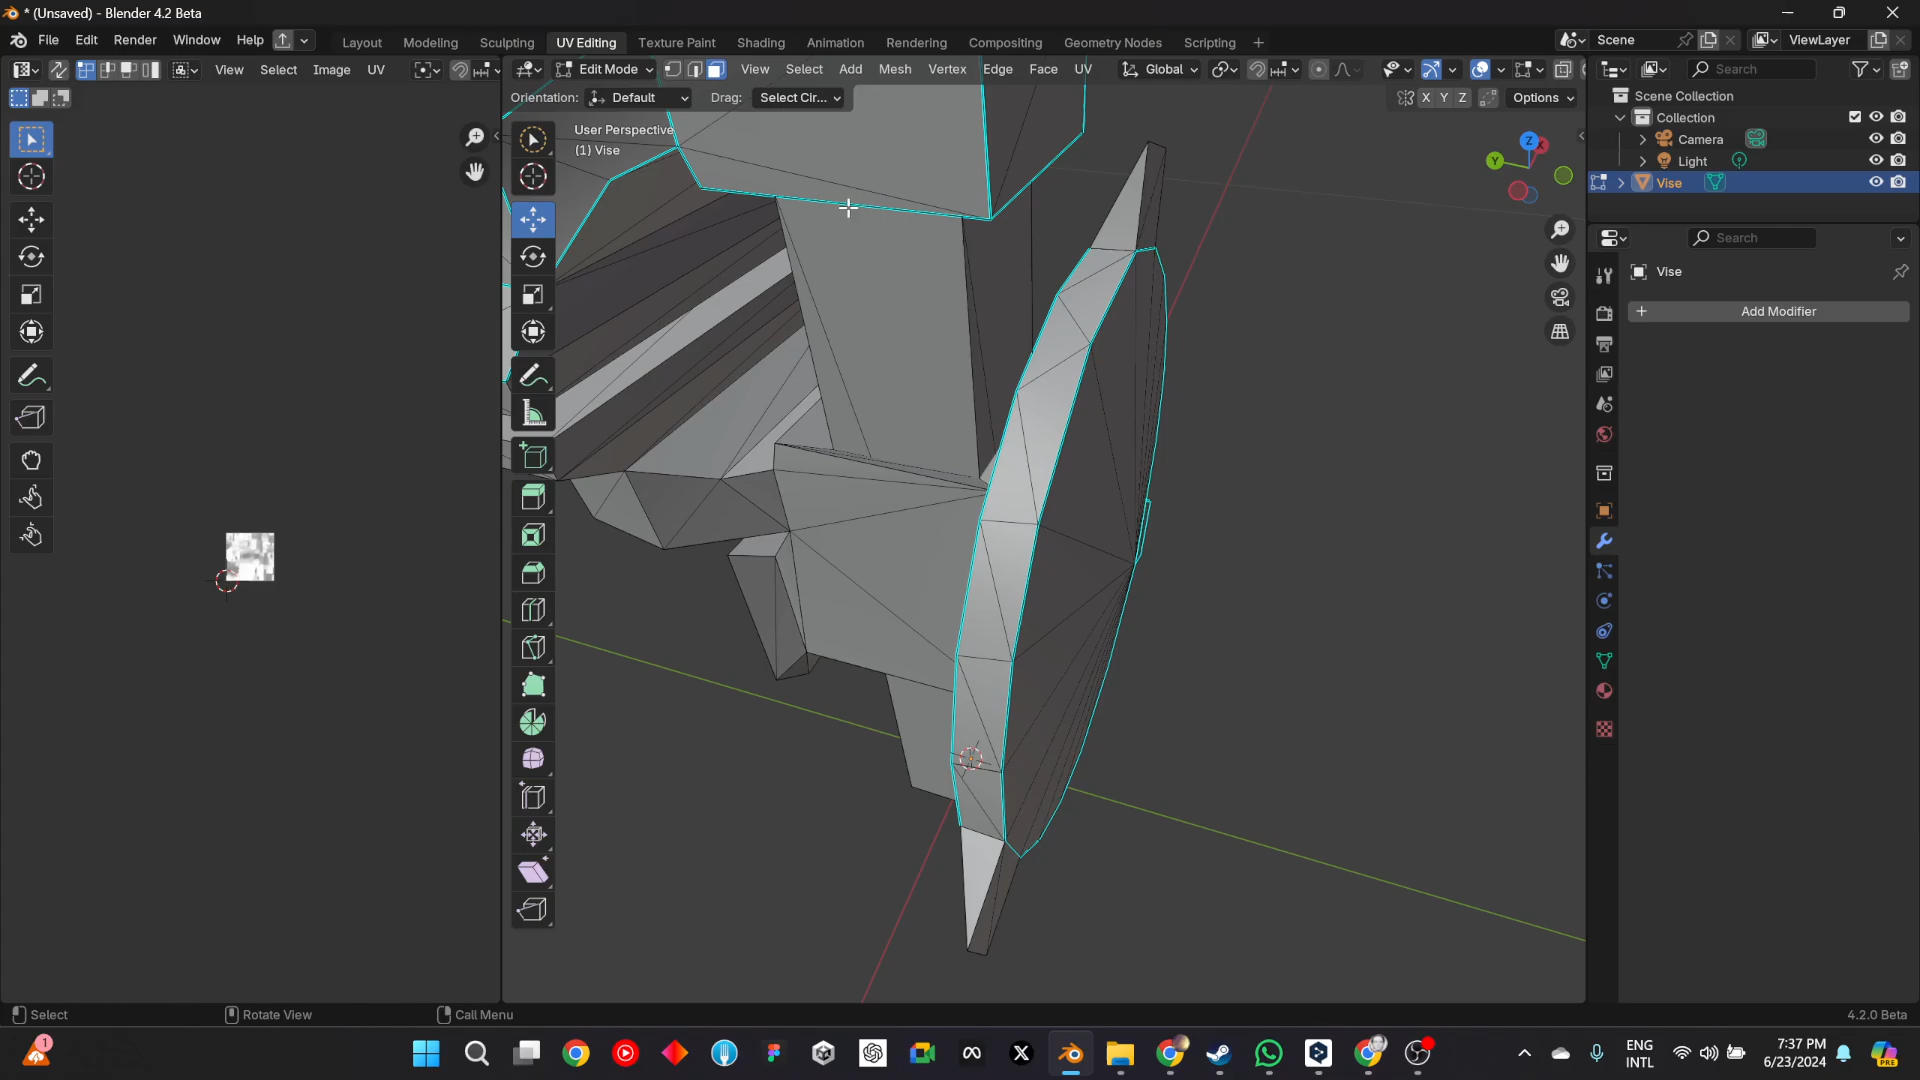 * (Unsaved) - Blender 4.2 Beta
File Edit Render Window Help
Layout Modeling Sculpting UV Editing Texture Paint Shading Animation Rendering Compositing Geometry Nodes Scripting +
Scene
ViewLayer
View Select Image UV
Edit Mode
View Select Add Mesh Vertex Edge Face UV
Global
Search
Orientation: Default Drag: Select Cir...
X Y Z
Options
Scene Collection
Collection
Camera
Light
Vise
User Perspective
(1) Vise
Z
X
Y
Search
Vise
Add Modifier
Select
Rotate View
Call Menu
4.2.0 Beta
1
ENG
INTL
7:37 PM
6/23/2024
PRE